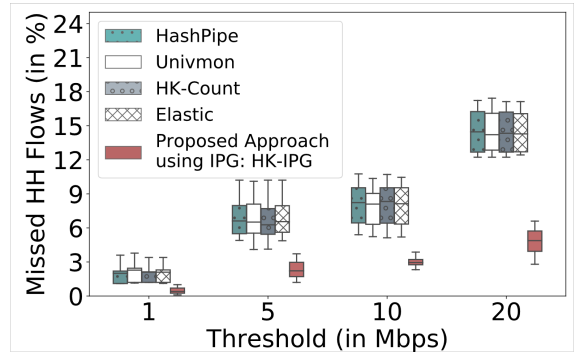 Missed HH Flows (in %)
24
21
18
15
12
9
6
3
0
HashPipe
Univmon
HK-Count
Elastic
Proposed Approach
using IPG: HK-IPG
1
5
10
20
Threshold (in Mbps)